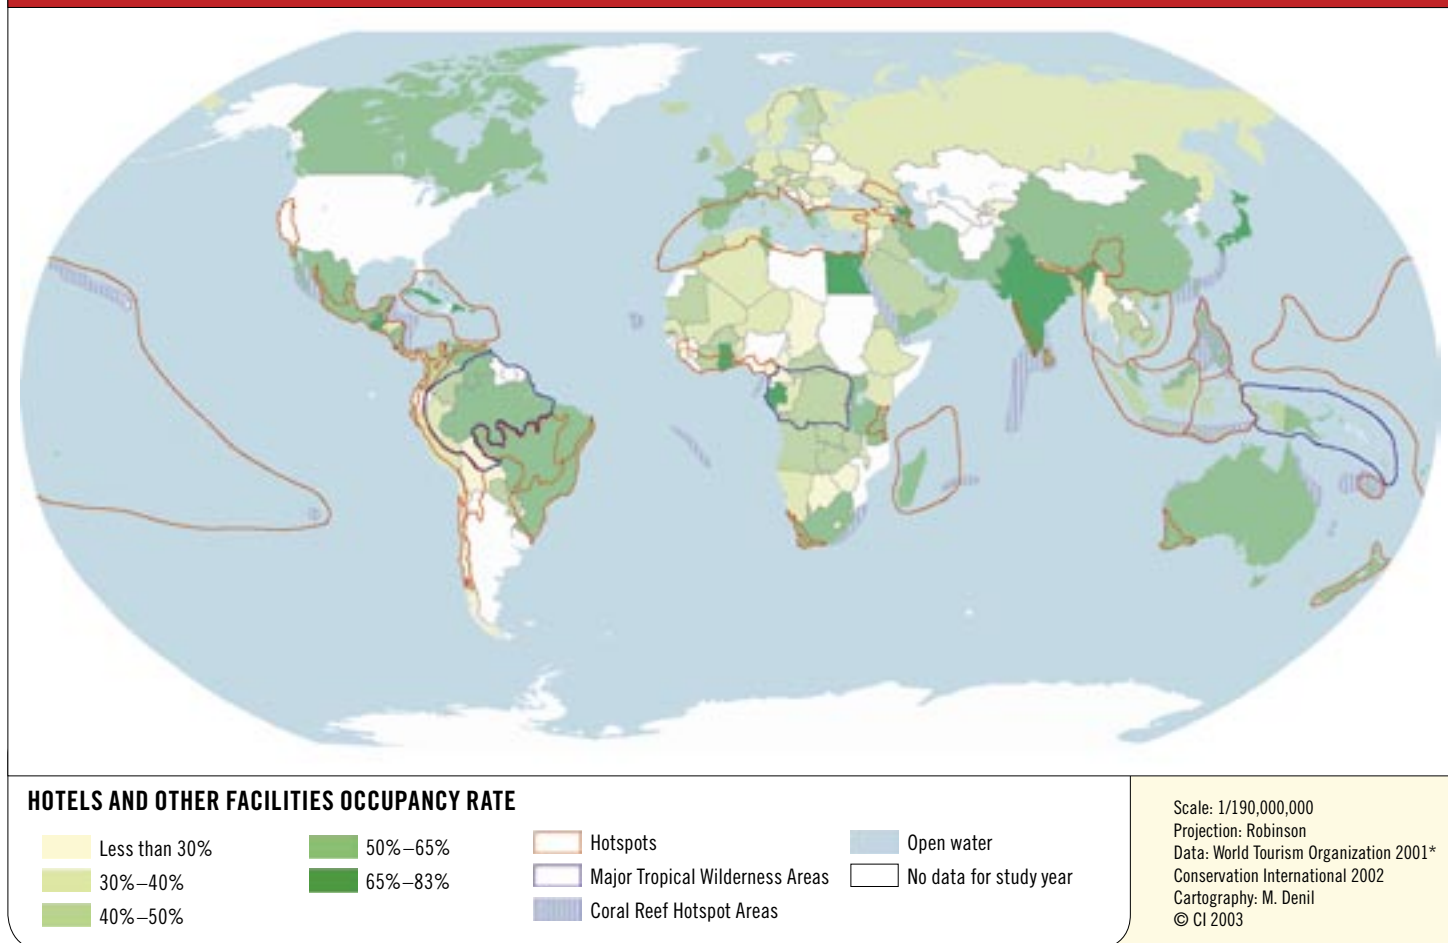 HOTELS AND OTHER FACILITIES OCCUPANCY RATE
Less than 30%
30%–40%
40%–50%
50%–65%
65%–83%
Hotspots
Major Tropical Wilderness Areas
Coral Reef Hotspot Areas
Open water
No data for study year
Scale: 1/190,000,000
Projection: Robinson
Data: World Tourism Organization 2001*
Conservation International 2002
Cartography: M. Denil
© CI 2003